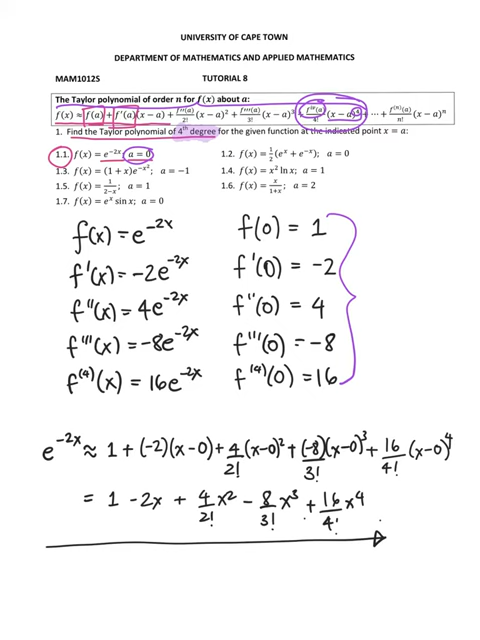 UNIVERSITY OF CAPE TOWN
DEPARTMENT OF MATHEMATICS AND APPLIED MATHEMATICS
MAM1012S TUTORIAL 8
The Taylor polynomial of order n for f(x) about a:
f(x) ≈ f(a) + f'(a)(x − a) + f''(a)/2! (x − a)² + f'''(a)/3! (x − a)³ + f^(iv)(a)/4! (x − a)⁴ + ⋯ + f^(n)(a)/n! (x − a)ⁿ
1. Find the Taylor polynomial of 4th degree for the given function at the indicated point x = a:
1.1. f(x) = e^(−2x); a = 0 1.2. f(x) = 1/2 (eˣ + e⁻ˣ); a = 0
1.3. f(x) = (1 + x)e^(−x²); a = −1 1.4. f(x) = x² ln x; a = 1
1.5. f(x) = 1/(2−x); a = 1 1.6. f(x) = x/(1+x); a = 2
1.7. f(x) = eˣ sin x; a = 0
f(x) = e^(−2x) f(0) = 1
f'(x) = −2e^(−2x) f'(0) = −2
f''(x) = 4e^(−2x) f''(0) = 4
f'''(x) = −8e^(−2x) f'''(0) = −8
f^(4)(x) = 16e^(−2x) f^(4)(0) = 16
e^(−2x) ≈ 1 + (−2)(x−0) + 4/2! (x−0)² + (−8)/3! (x−0)³ + 16/4! (x−0)⁴
= 1 − 2x + 4/2! x² − 8/3! x³ + 16/4! x⁴